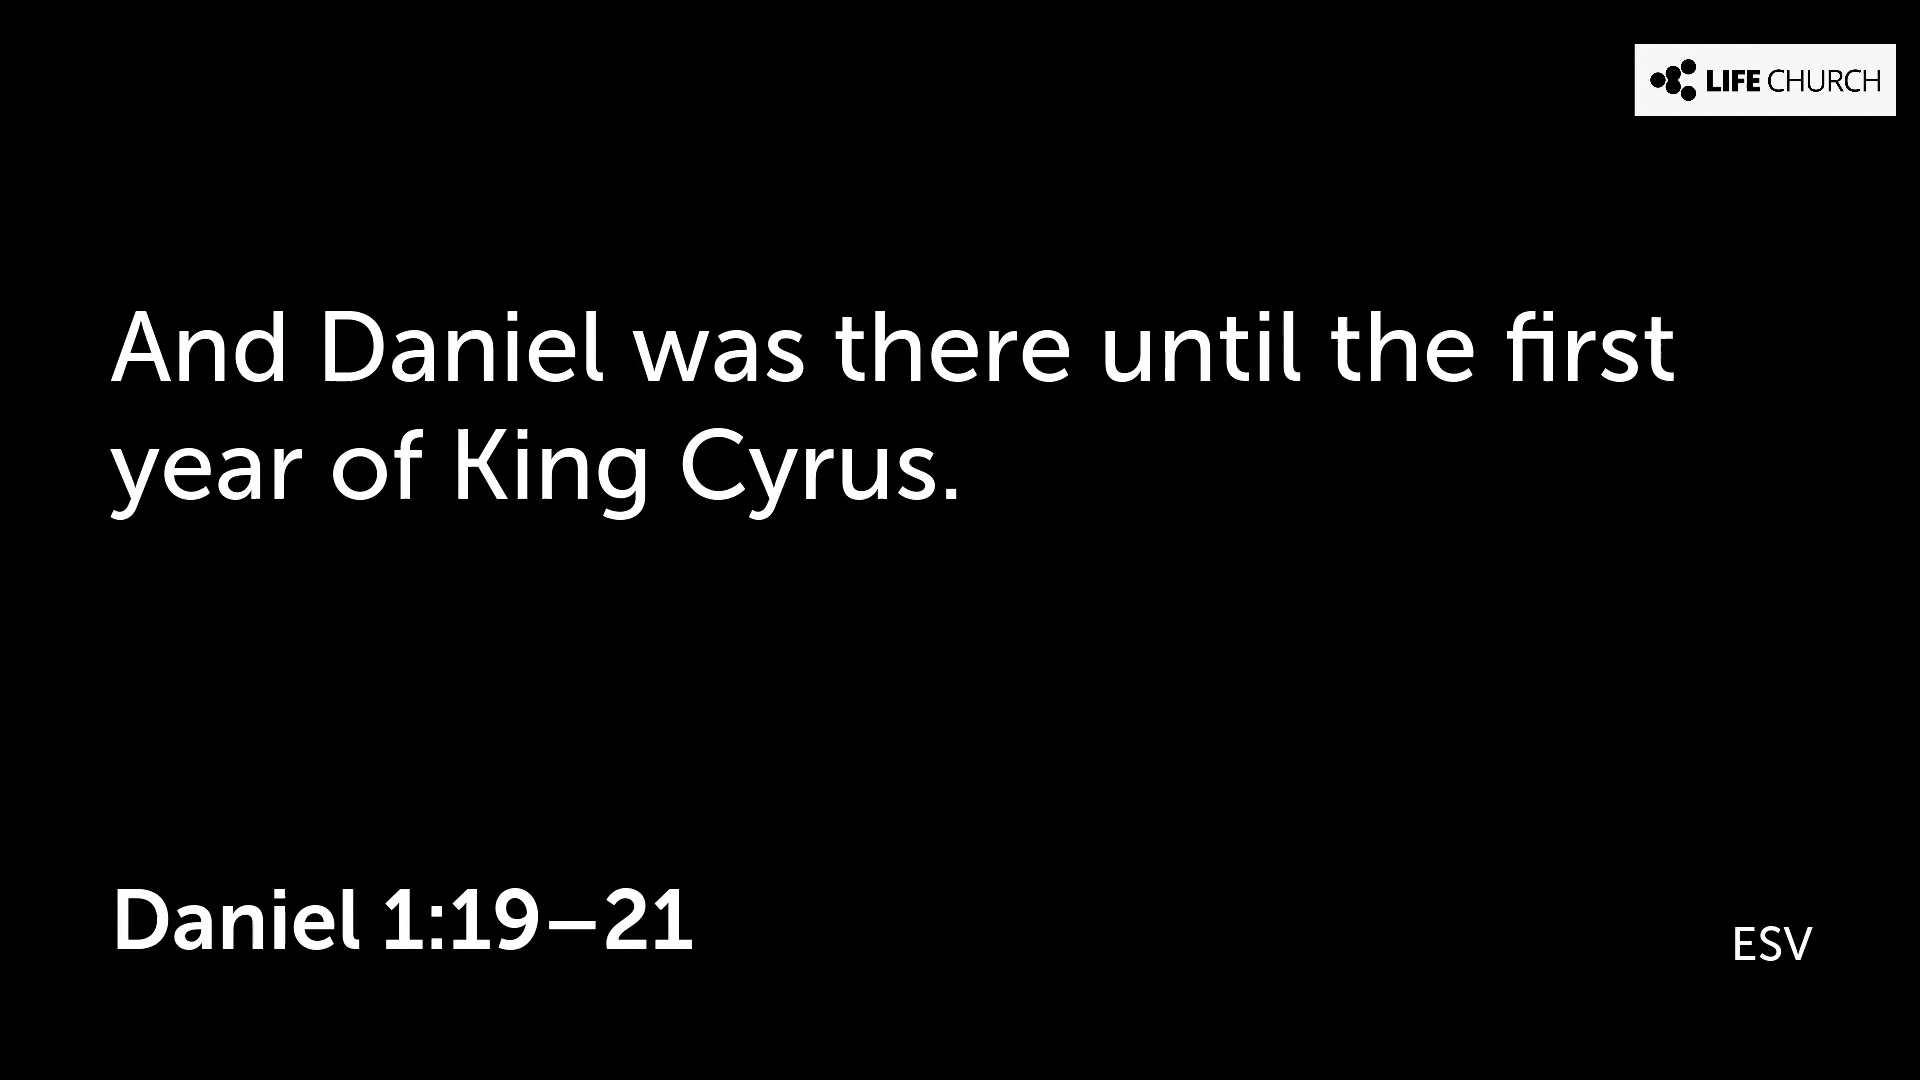 LIFE CHURCH
And Daniel was there until the first
year of King Cyrus.
Daniel 1:19–21
ESV